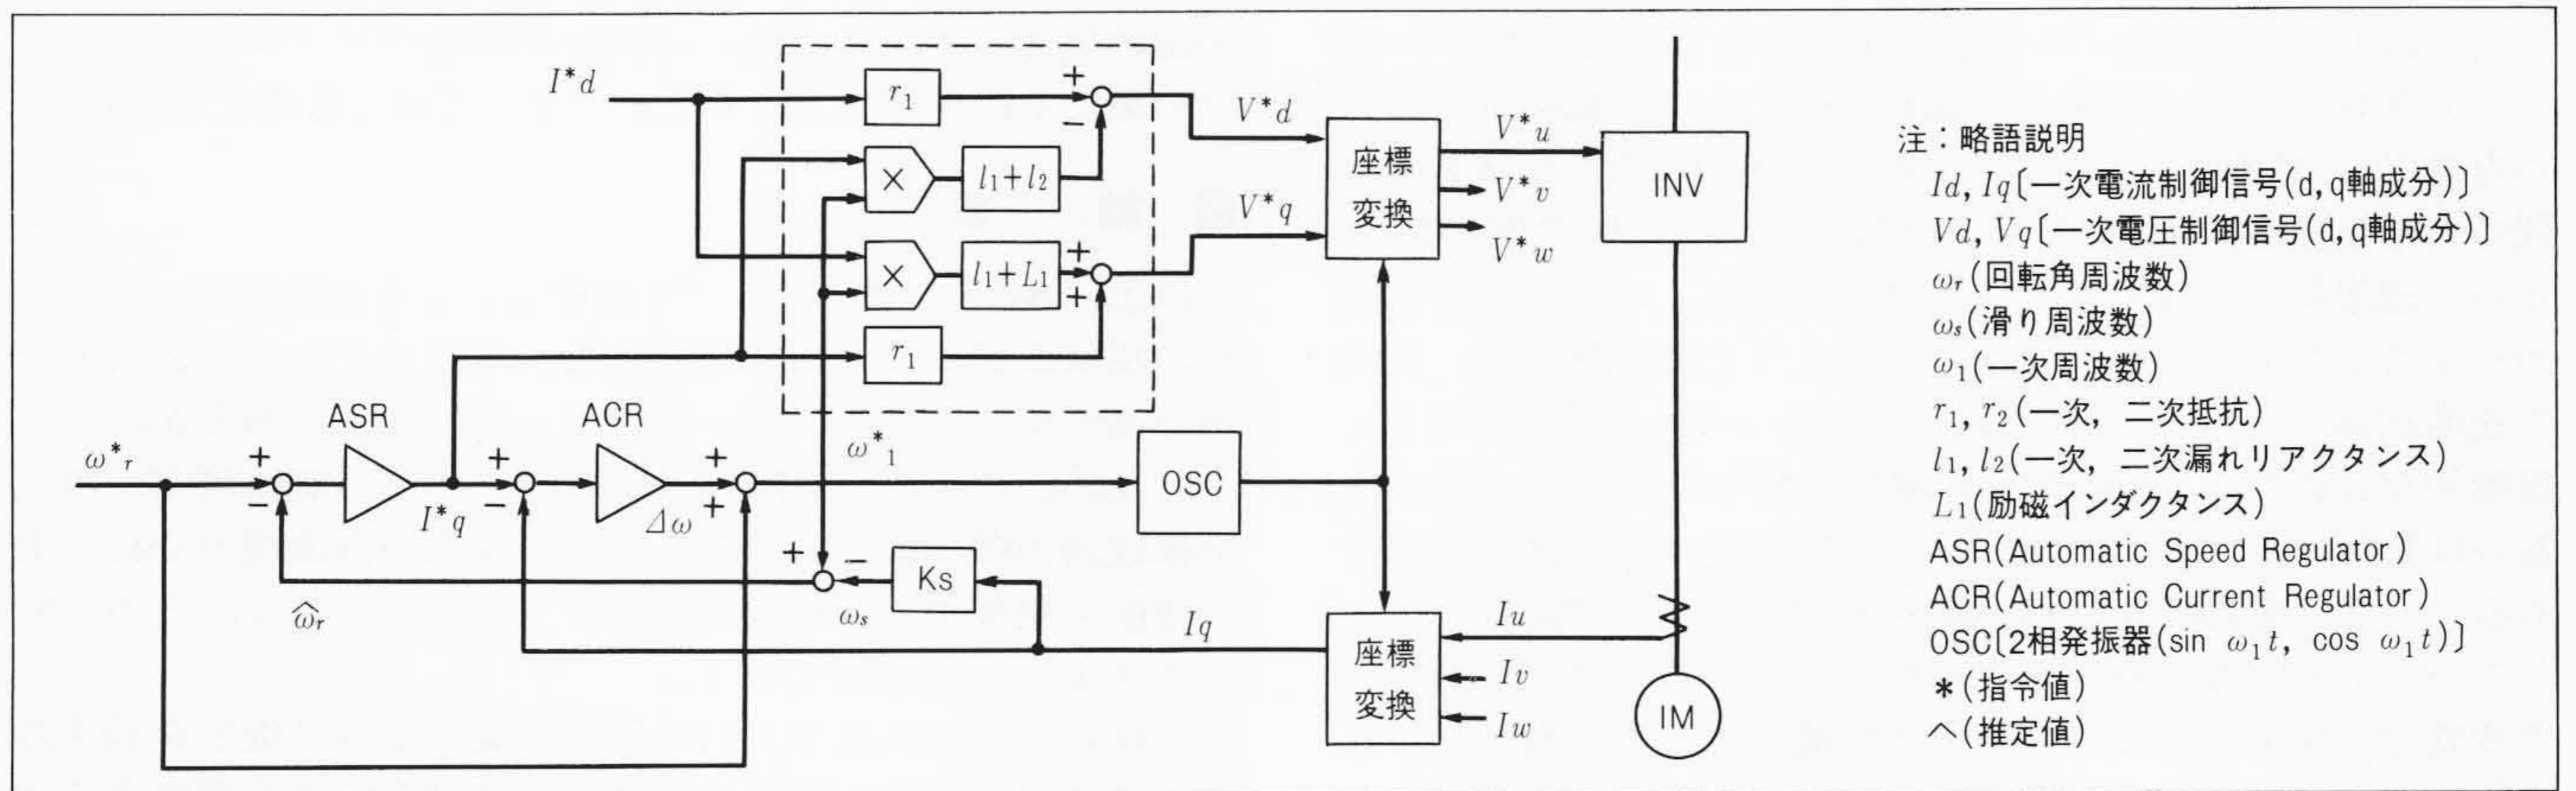 I*d
r1
+
−
×
l1+l2
×
l1+L1
+
+
r1
V*d
V*q
座標
変換
V*u
V*v
V*w
INV
ω*r
+
−
ASR
I*q
+
−
ACR
Δω
+
+
ω*1
OSC
+
−
Ks
ω̂r
ωs
Iq
座標
変換
Iu
Iv
Iw
IM
注:略語説明
Id, Iq〔一次電流制御信号(d, q軸成分)〕
Vd, Vq〔一次電圧制御信号(d, q軸成分)〕
ωr(回転角周波数)
ωs(滑り周波数)
ω1(一次周波数)
r1, r2(一次, 二次抵抗)
l1, l2(一次, 二次漏れリアクタンス)
L1(励磁インダクタンス)
ASR(Automatic Speed Regulator)
ACR(Automatic Current Regulator)
OSC〔2相発振器(sin ω1t, cos ω1t)〕
*(指令値)
^(推定値)